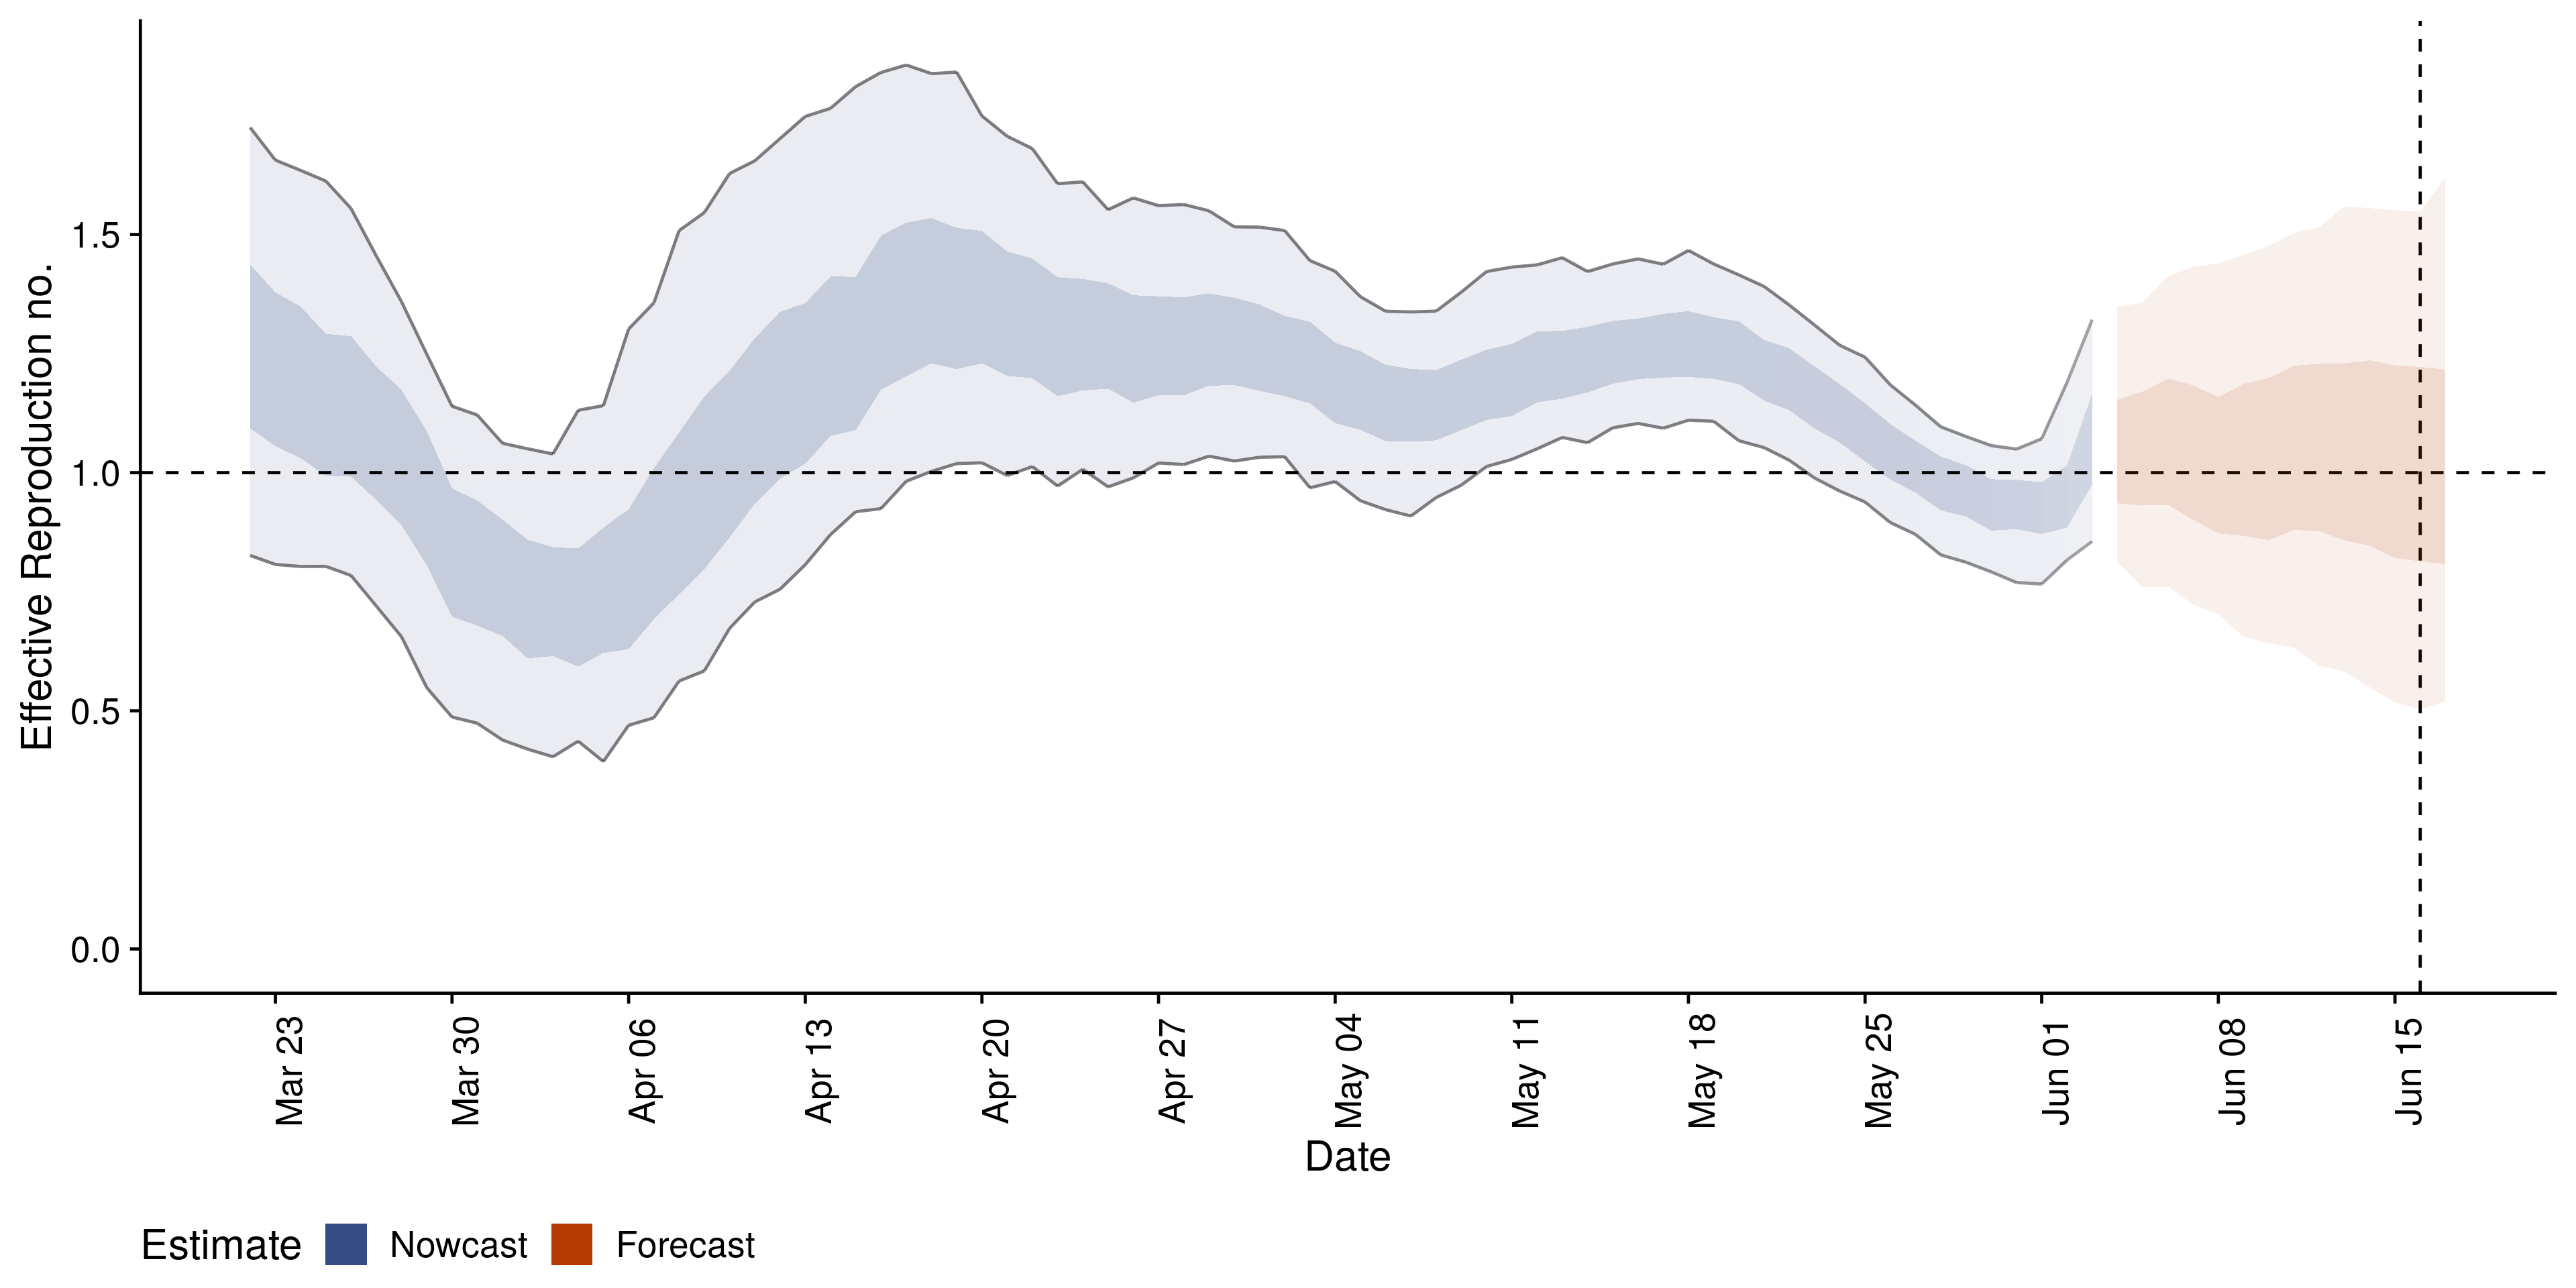 Effective Reproduction no.
1.5
1.0
0.5
0.0
Mar 23
Mar 30
Apr 06
Apr 13
Apr 20
Apr 27
May 04
May 11
May 18
May 25
Jun 01
Jun 08
Jun 15
Date
Estimate Nowcast Forecast